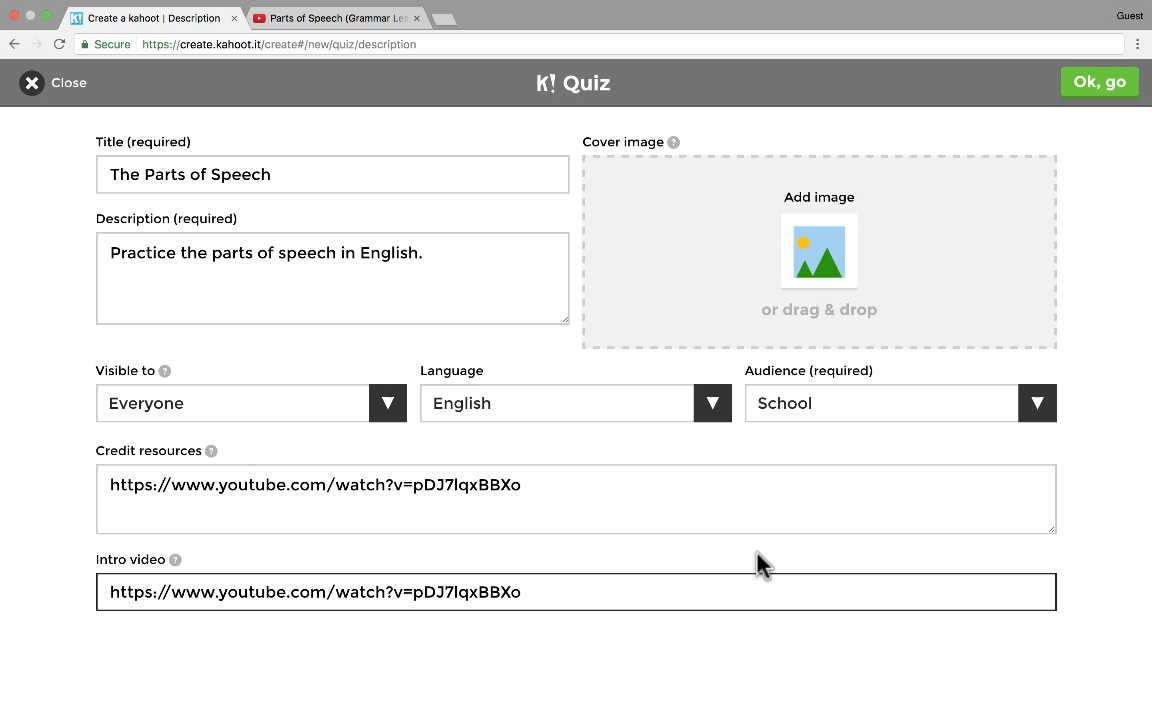 Create a kahoot | Description
Parts of Speech (Grammar Les
Guest
Secure
https://create.kahoot.it/create#/new/quiz/description
Close
K! Quiz
Ok, go
Title (required)
The Parts of Speech
Cover image ?
Add image
or drag & drop
Description (required)
Practice the parts of speech in English.
Visible to ?
Everyone
Language
English
Audience (required)
School
Credit resources ?
https://www.youtube.com/watch?v=pDJ7lqxBBXo
Intro video ?
https://www.youtube.com/watch?v=pDJ7lqxBBXo